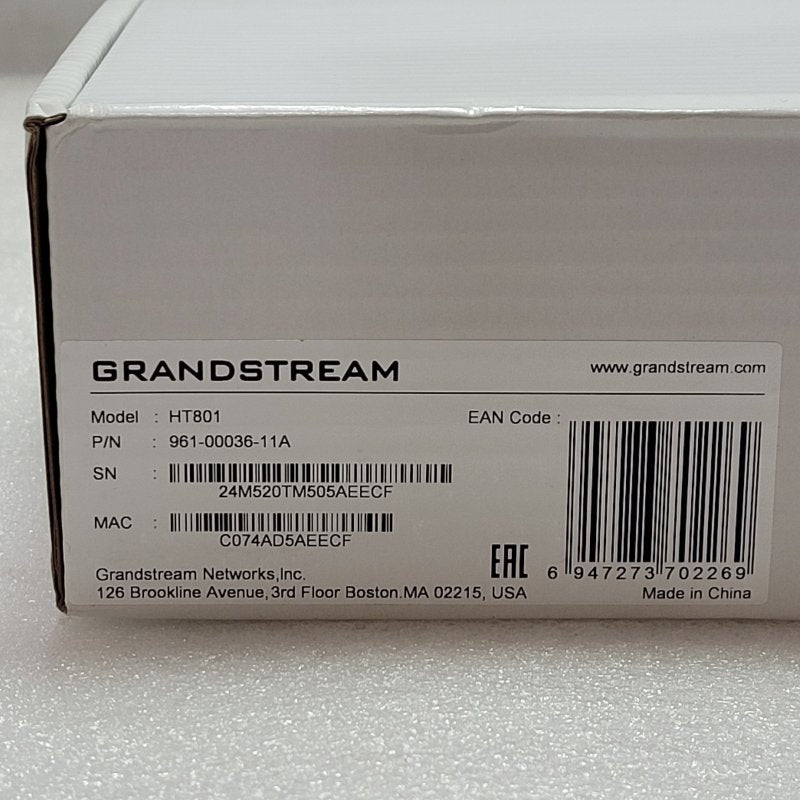 GRANDSTREAM
www.grandstream.com
Model : HT801
P/N : 961-00036-11A
EAN Code :
SN :
24M520TM505AEECF
MAC :
C074AD5AEECF
EAC
6 947273 702269
Grandstream Networks,Inc.
126 Brookline Avenue,3rd Floor Boston.MA 02215, USA
Made in China